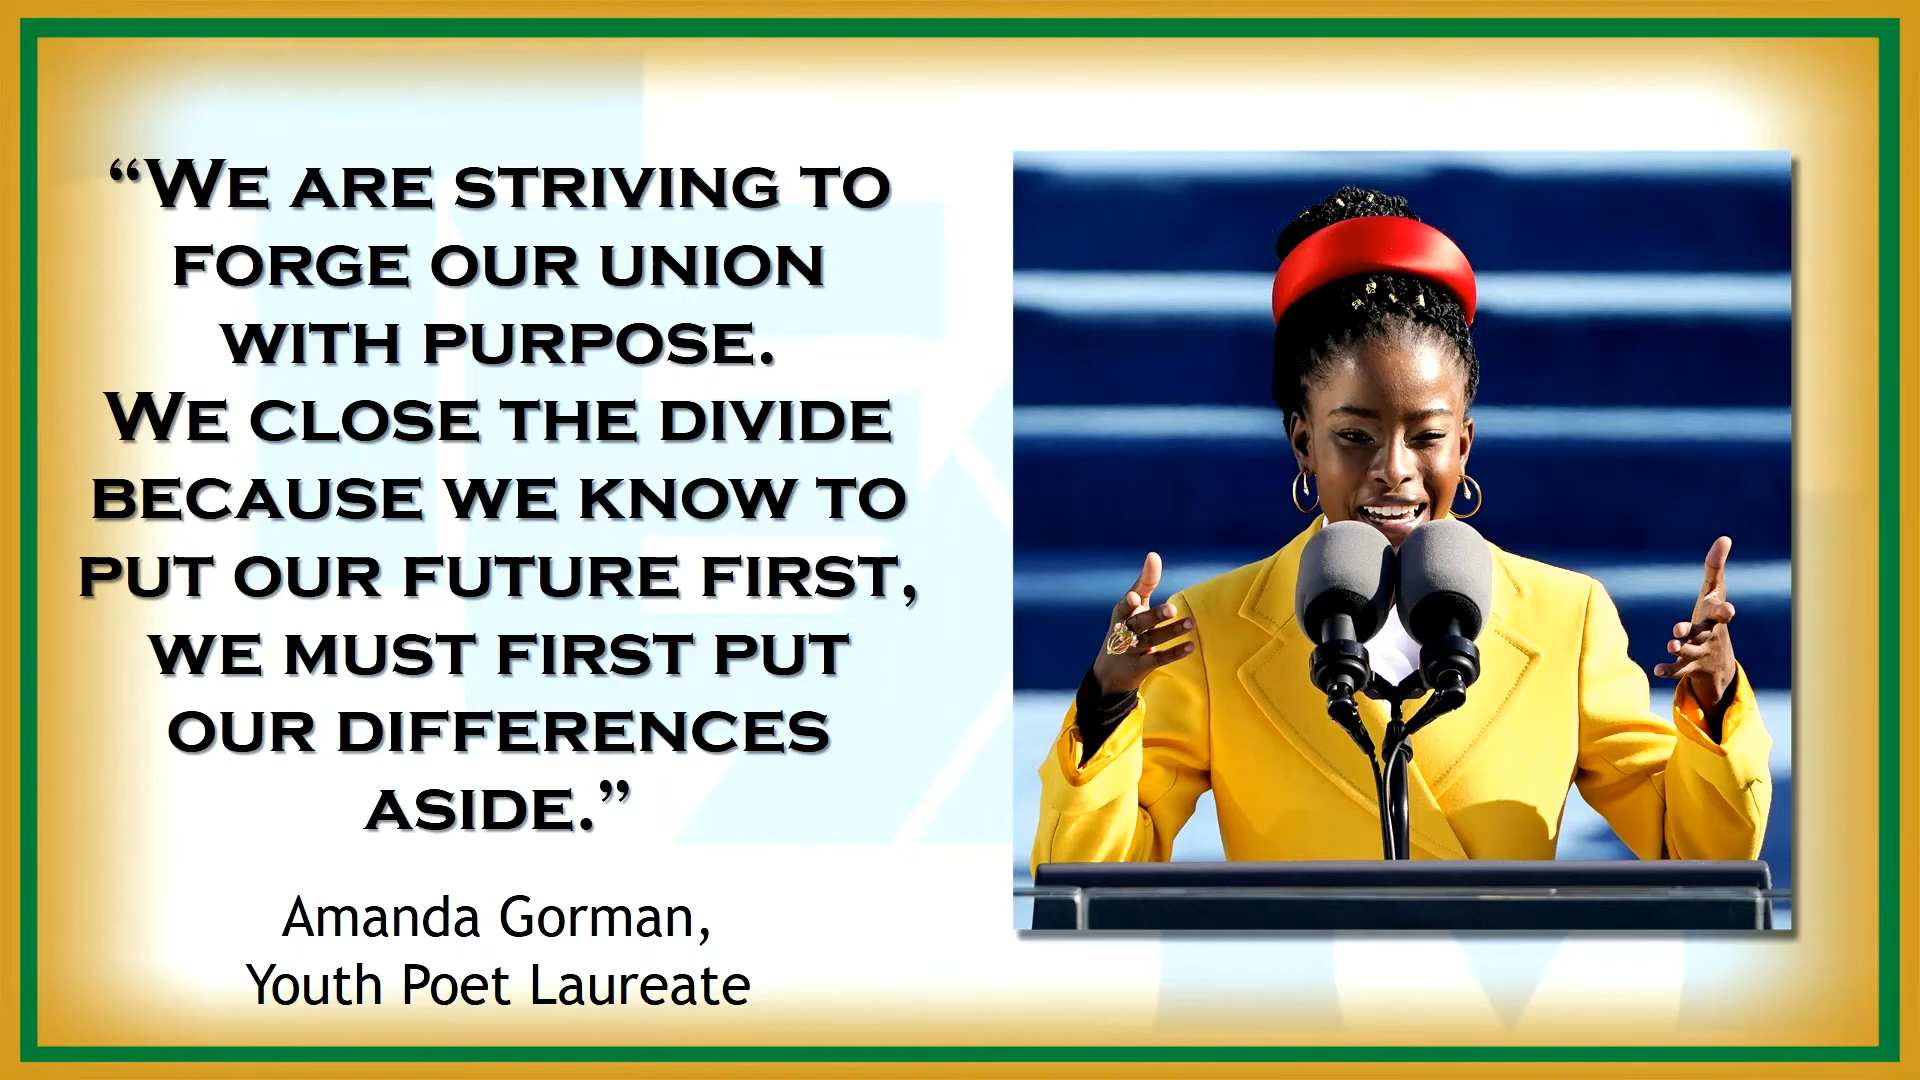 “WE ARE STRIVING TO
FORGE OUR UNION
WITH PURPOSE.
WE CLOSE THE DIVIDE
BECAUSE WE KNOW TO
PUT OUR FUTURE FIRST,
WE MUST FIRST PUT
OUR DIFFERENCES
ASIDE.”
Amanda Gorman,
Youth Poet Laureate